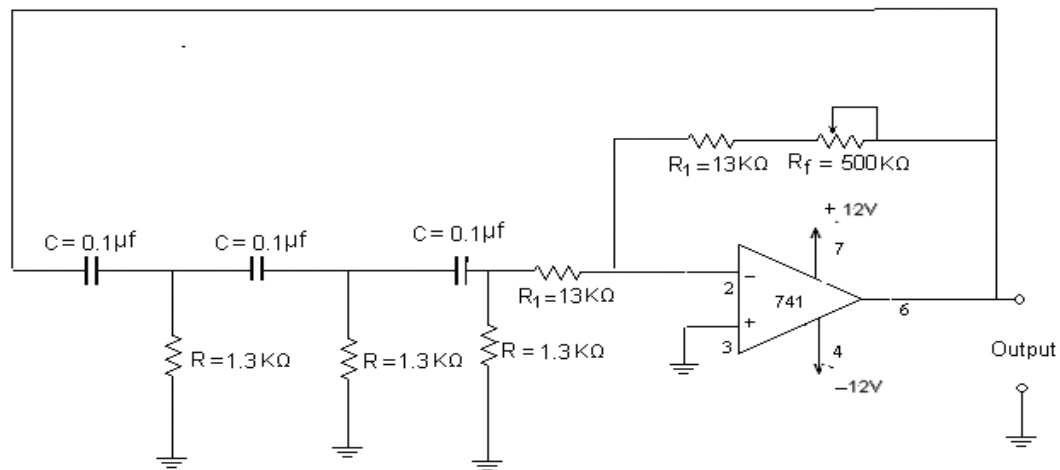 R1=13KΩ
Rf = 500KΩ
+ 12V
7
C = 0.1µf
C = 0.1µf
C = 0.1µf
R1=13KΩ
2
−
741
+
3
6
4
−12V
Output
R = 1.3KΩ
R = 1.3KΩ
R = 1.3KΩ